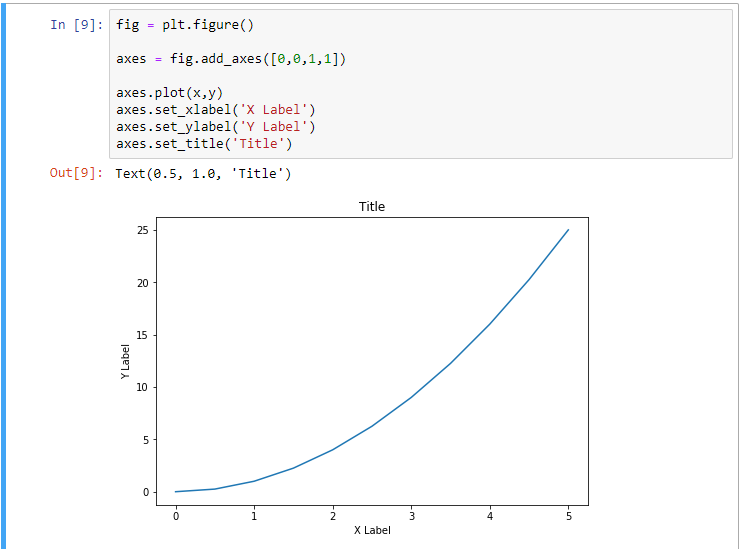 In [9]: fig = plt.figure()
axes = fig.add_axes([0,0,1,1])
axes.plot(x,y)
axes.set_xlabel('X Label')
axes.set_ylabel('Y Label')
axes.set_title('Title')
Out[9]: Text(0.5, 1.0, 'Title')
Title
25
20
15
10
5
0
Y Label
0 1 2 3 4 5
X Label